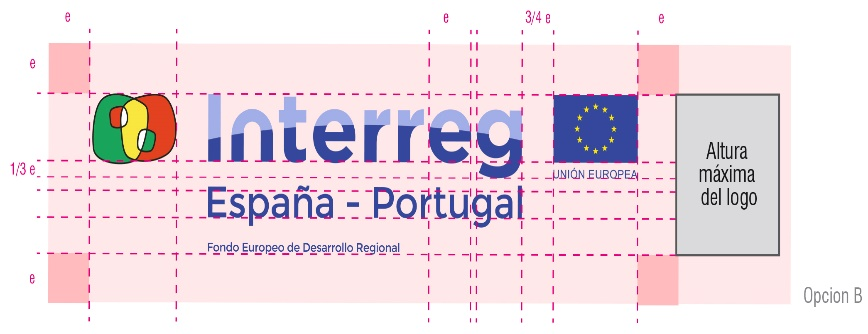 e e 3/4 e e
e
Interreg
UNIÓN EUROPEA
1/3 e
España - Portugal
Fondo Europeo de Desarrollo Regional
e
Altura
máxima
del logo
Opcion B